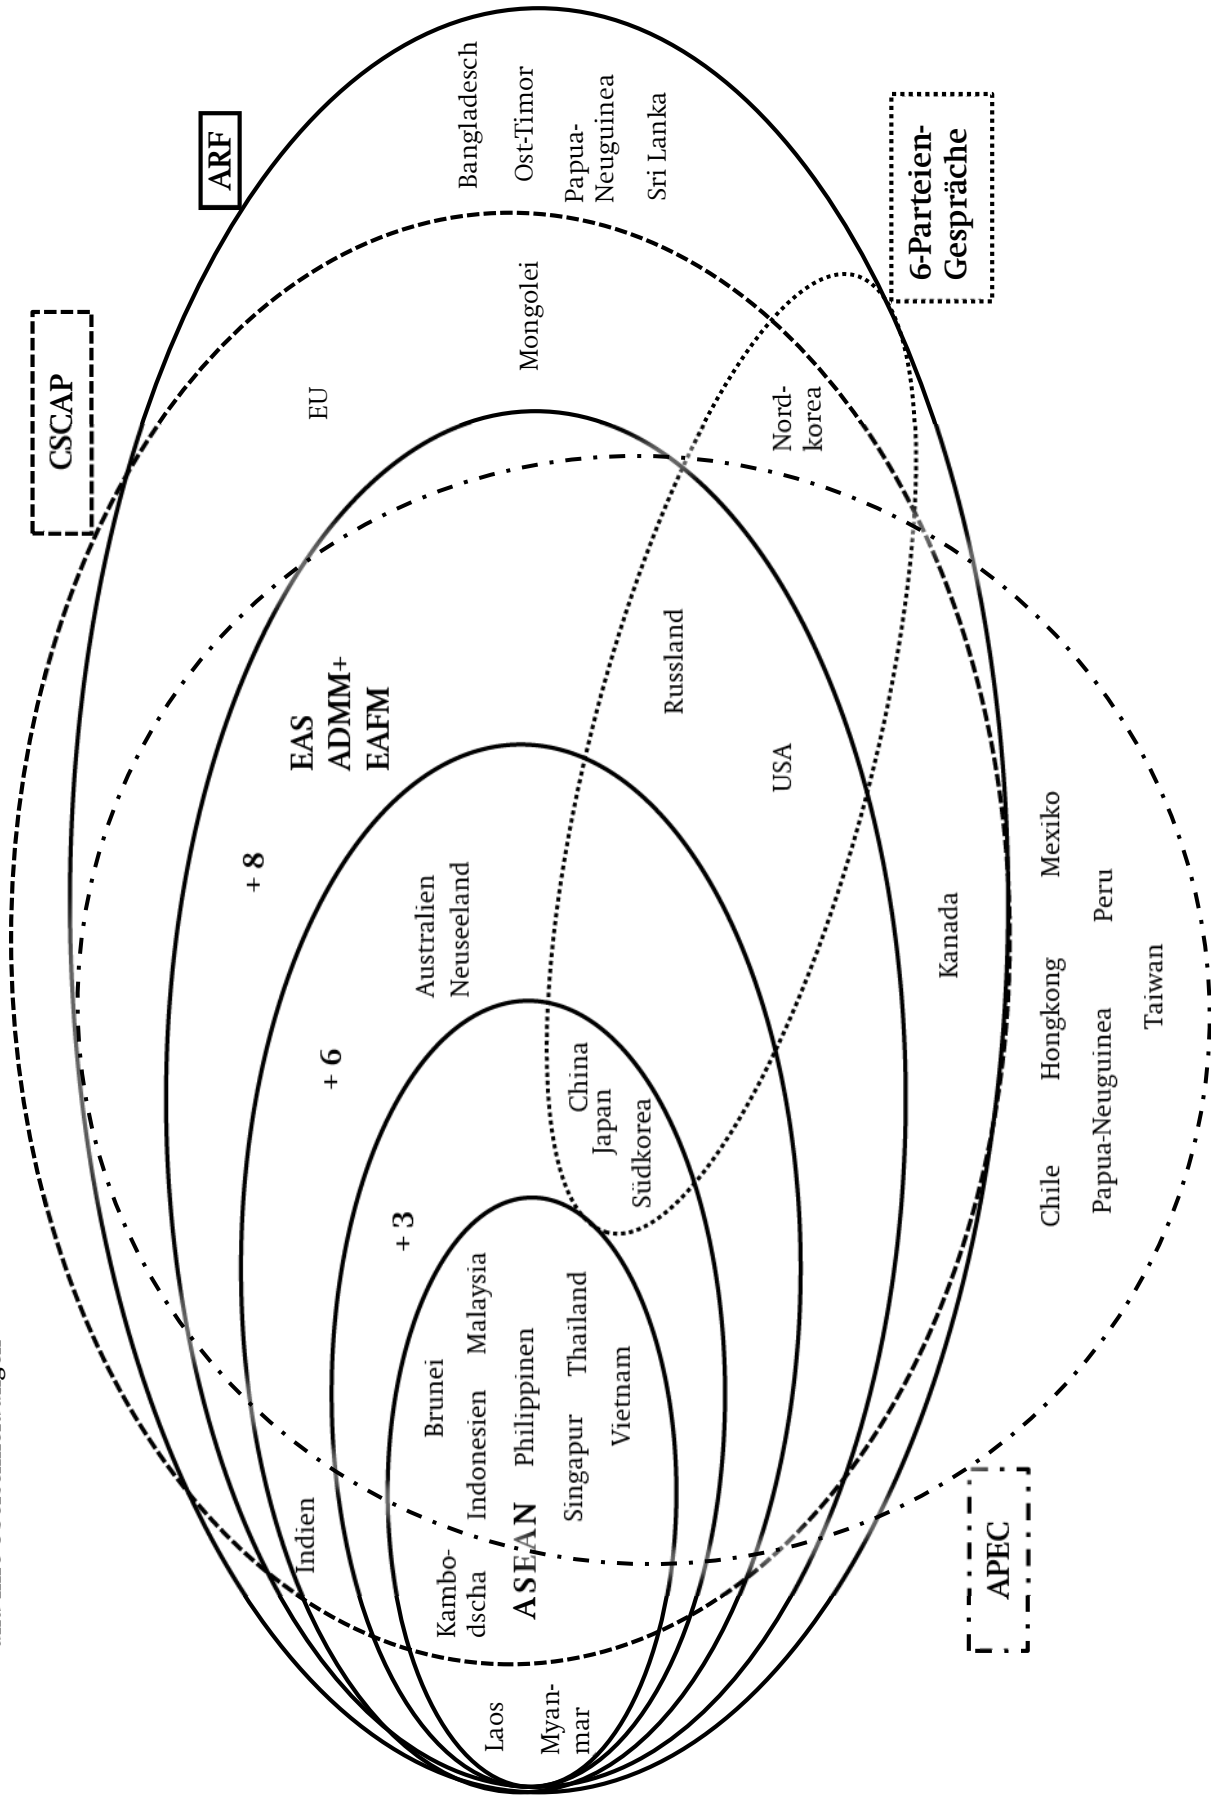 CSCAP
ARF
EU
Bangladesch
Ost-Timor
Papua-
Neuguinea
Sri Lanka
Mongolei
+ 8
EAS
ADMM+
EAFM
+ 6
Australien
Neuseeland
+ 3
Indien
Brunei
Kambo-
dscha
Indonesien
Malaysia
Laos
ASEAN
Philippinen
Myan-
mar
Singapur
Thailand
Vietnam
China
Japan
Südkorea
Russland
USA
Nord-
korea
6-Parteien-
Gespräche
Kanada
APEC
Chile
Hongkong
Mexiko
Papua-Neuguinea
Peru
Taiwan